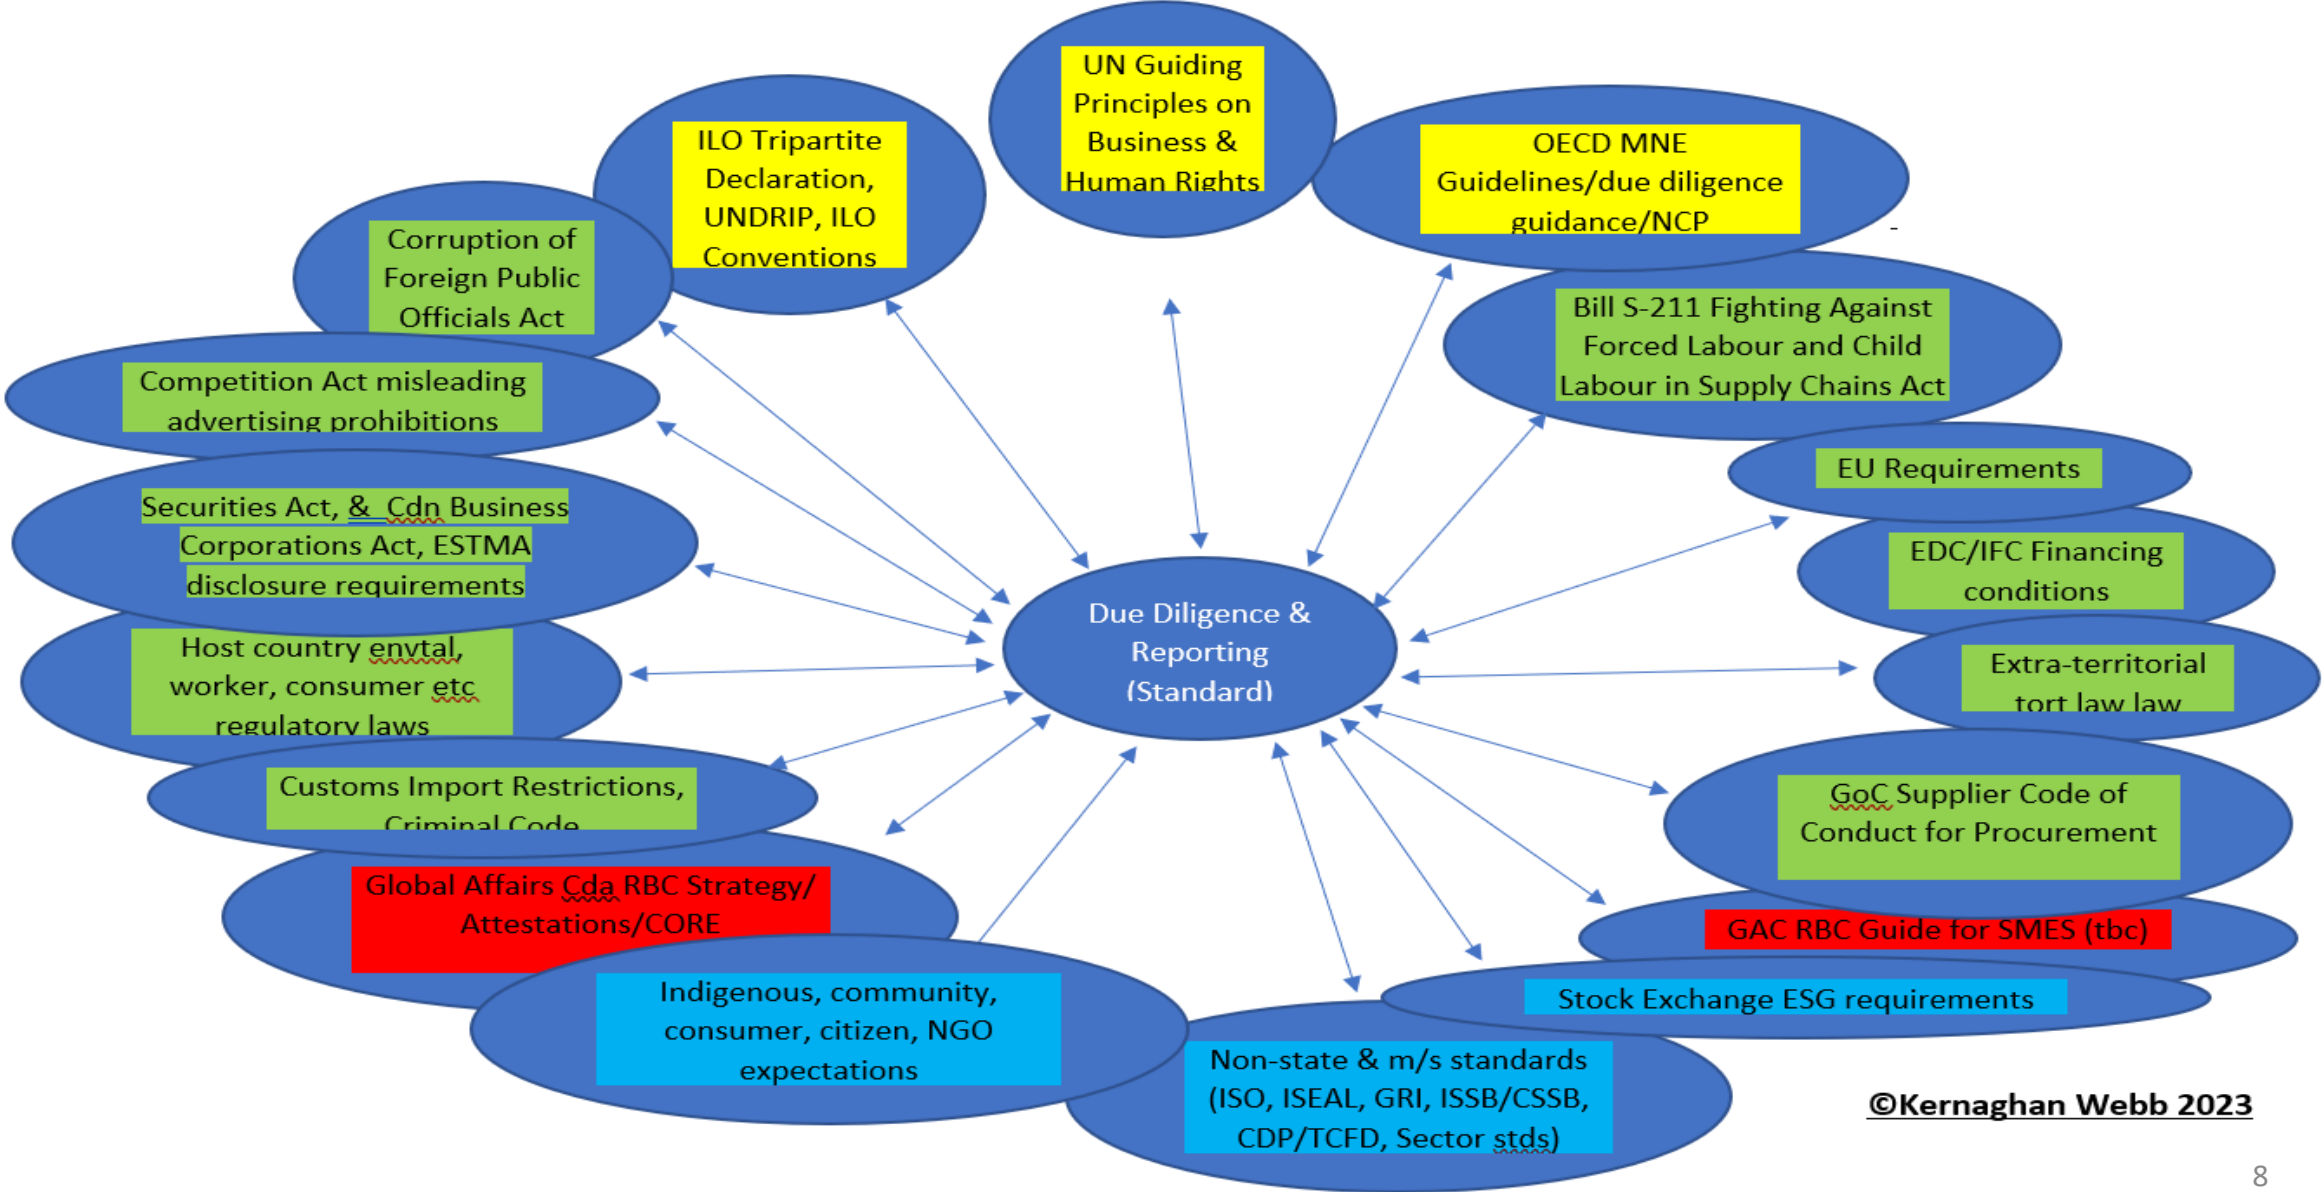 UN Guiding
Principles on
Business &
Human Rights
ILO Tripartite
Declaration,
UNDRIP, ILO
Conventions
OECD MNE
Guidelines/due diligence
guidance/NCP
-
Corruption of
Foreign Public
Officials Act
Bill S-211 Fighting Against
Forced Labour and Child
Labour in Supply Chains Act
Competition Act misleading
advertising prohibitions
EU Requirements
Securities Act, & Cdn Business
Corporations Act, ESTMA
disclosure requirements
EDC/IFC Financing
conditions
Due Diligence &
Reporting
(Standard)
Host country envtal,
worker, consumer etc
regulatory laws
Extra-territorial
tort law law
Customs Import Restrictions,
Criminal Code
GoC Supplier Code of
Conduct for Procurement
Global Affairs Cda RBC Strategy/
Attestations/CORE
GAC RBC Guide for SMES (tbc)
Indigenous, community,
consumer, citizen, NGO
expectations
Stock Exchange ESG requirements
Non-state & m/s standards
(ISO, ISEAL, GRI, ISSB/CSSB,
CDP/TCFD, Sector stds)
©Kernaghan Webb 2023
8